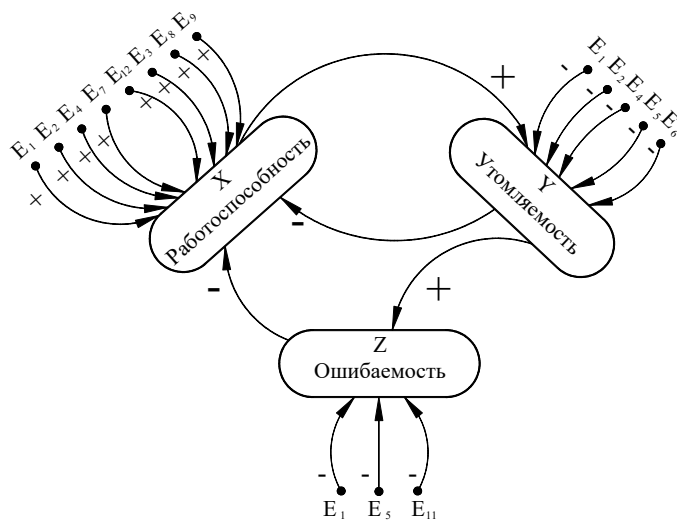 E₁ E₂ E₄ E₇ E₁₂ E₃ E₈ E₉
+ + + + + + + +
X
Работоспособность
+
E₁ E₂ E₄ E₅ E₆
- - - - -
Y
Утомляемость
-
-
+
Z
Ошибаемость
- - -
E₁ E₅ E₁₁